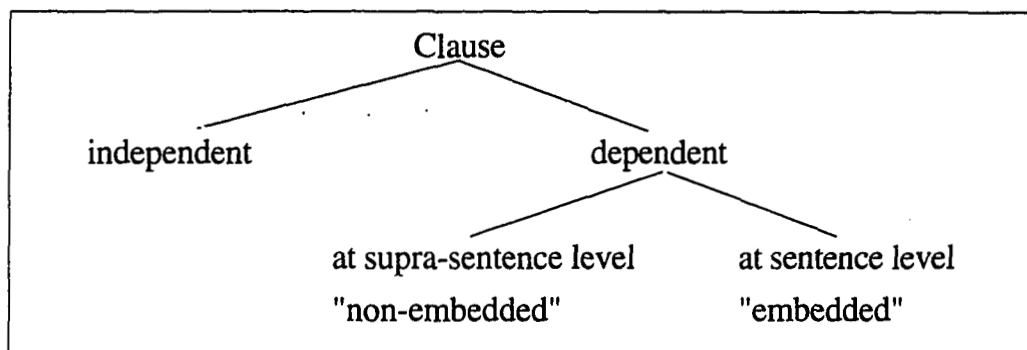 Clause
independent dependent
at supra-sentence level at sentence level
"non-embedded" "embedded"